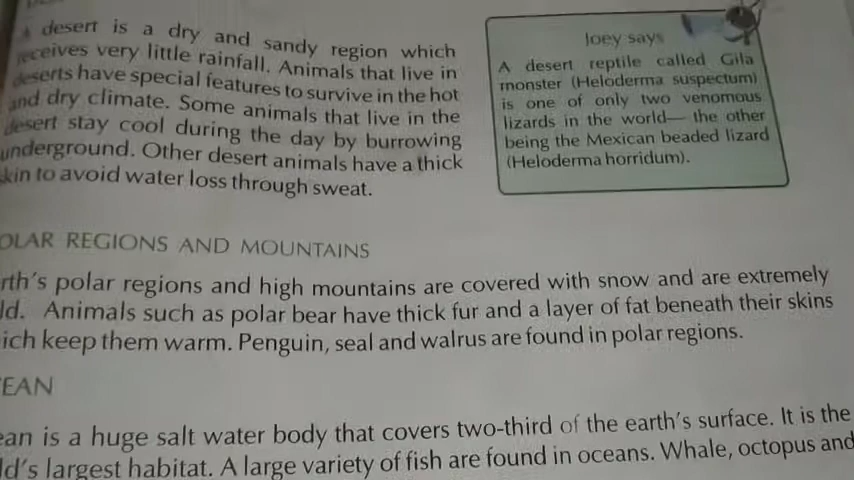 A desert is a dry and sandy region which
receives very little rainfall. Animals that live in
deserts have special features to survive in the hot
and dry climate. Some animals that live in the
desert stay cool during the day by burrowing
underground. Other desert animals have a thick
skin to avoid water loss through sweat.
Joey says
A desert reptile called Gila
monster (Heloderma suspectum)
is one of only two venomous
lizards in the world— the other
being the Mexican beaded lizard
(Heloderma horridum).
OLAR REGIONS AND MOUNTAINS
rth's polar regions and high mountains are covered with snow and are extremely
ld. Animals such as polar bear have thick fur and a layer of fat beneath their skins
ich keep them warm. Penguin, seal and walrus are found in polar regions.
EAN
ean is a huge salt water body that covers two-third of the earth's surface. It is the
ld's largest habitat. A large variety of fish are found in oceans. Whale, octopus and